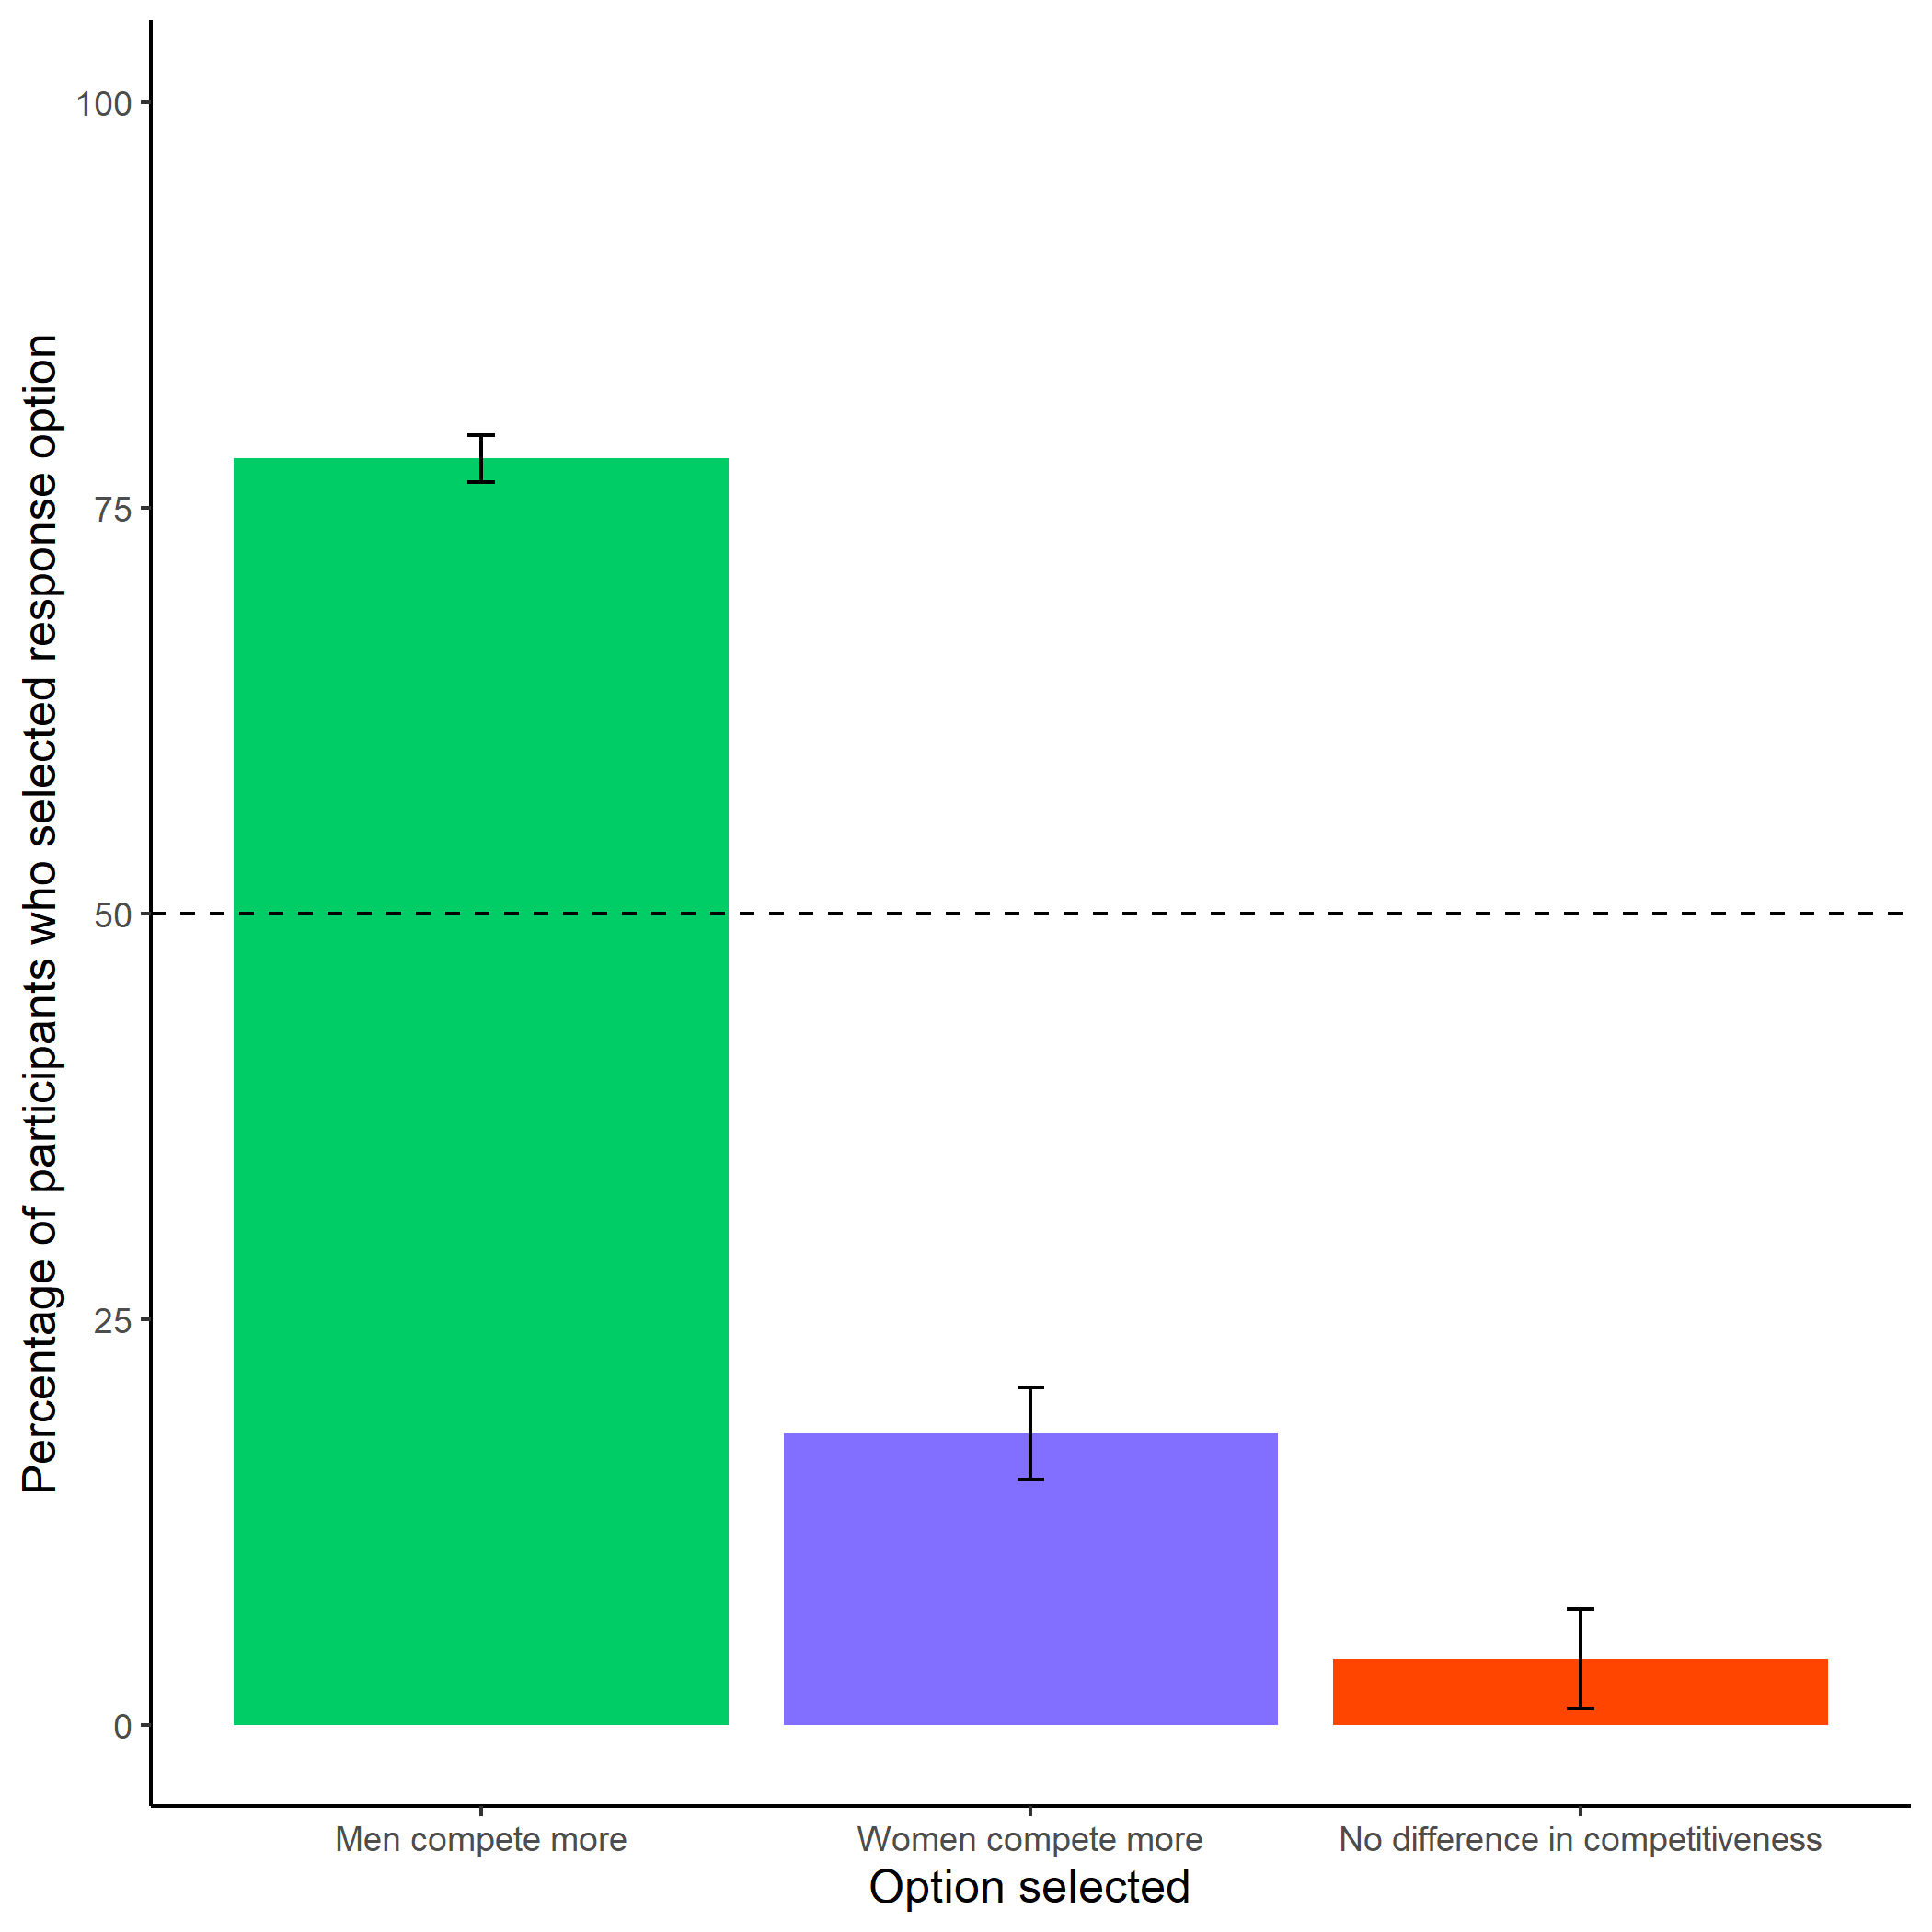 Percentage of participants who selected response option
100
75
50
25
0
Men compete more
Women compete more
No difference in competitiveness
Option selected